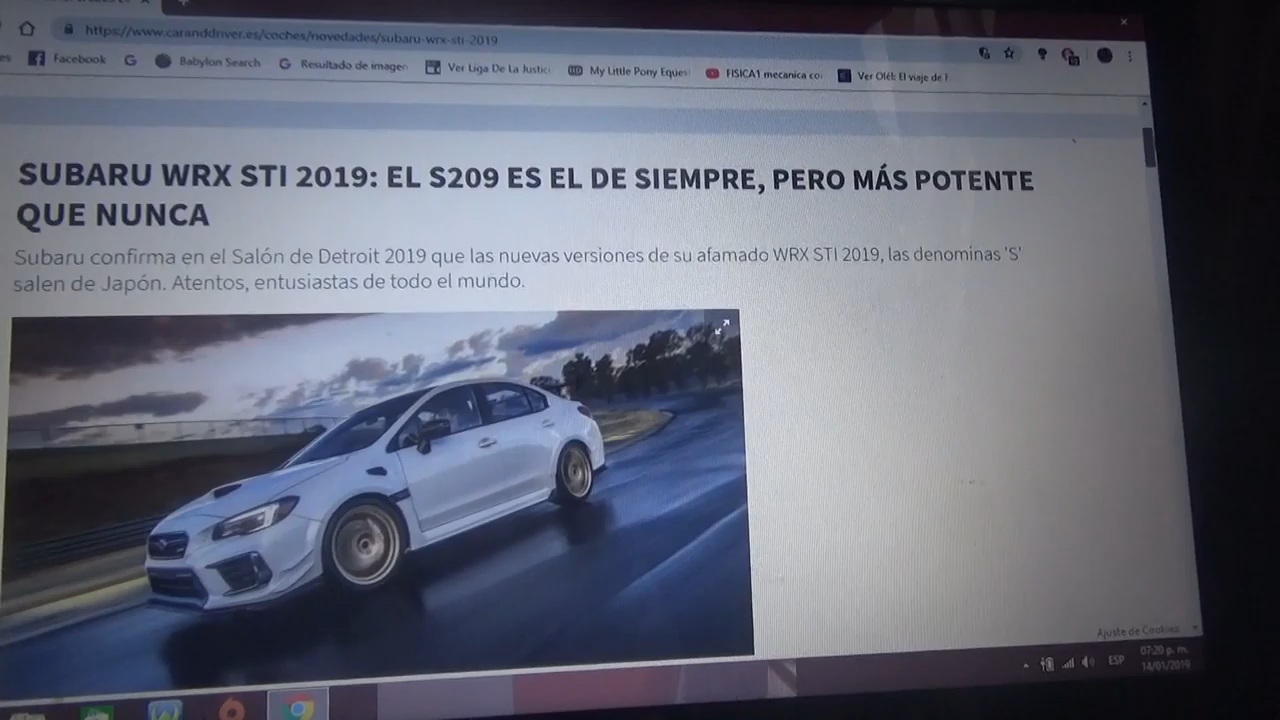 https://www.caranddriver.es/coches/novedades/subaru-wrx-sti-2019
es Facebook G Babylon Search G Resultado de imagen Ver Liga De La Justici My Little Pony Eques FISICA1 mecanica co Ver Olé: El viaje de F
SUBARU WRX STI 2019: EL S209 ES EL DE SIEMPRE, PERO MÁS POTENTE
QUE NUNCA
Subaru confirma en el Salón de Detroit 2019 que las nuevas versiones de su afamado WRX STI 2019, las denominas 'S'
salen de Japón. Atentos, entusiastas de todo el mundo.
Ajuste de Cookies
ESP
07:20 p. m.
14/01/2019